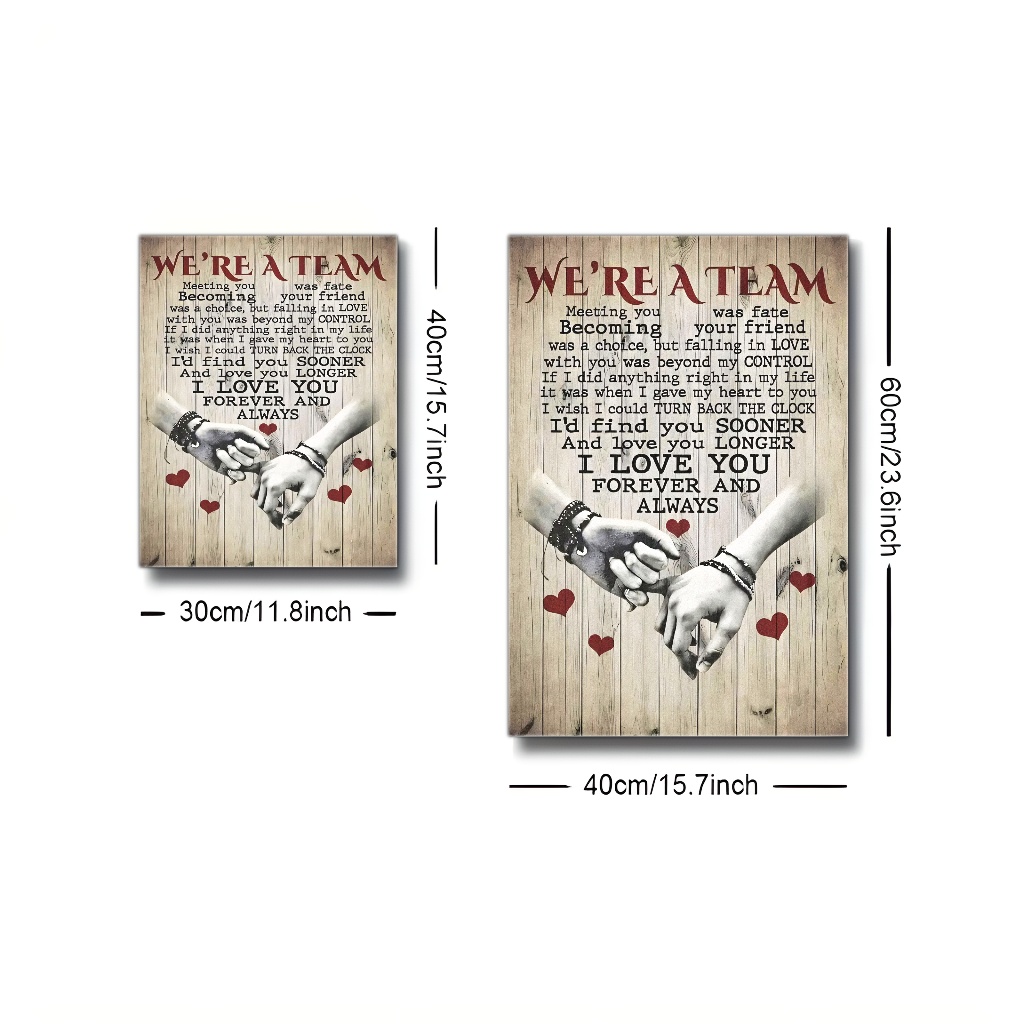 WE'RE A TEAM
Meeting you was fate
Becoming your friend
was a choice, but falling in LOVE
with you was beyond my CONTROL
If I did anything right in my life
it was when I gave my heart to you
I wish I could TURN BACK THE CLOCK
I'd find you SOONER
And love you LONGER
I LOVE YOU
FOREVER AND
ALWAYS
40cm/15.7inch
30cm/11.8inch
WE'RE A TEAM
Meeting you was fate
Becoming your friend
was a choice, but falling in LOVE
with you was beyond my CONTROL
If I did anything right in my life
it was when I gave my heart to you
I wish I could TURN BACK THE CLOCK
I'd find you SOONER
And love you LONGER
I LOVE YOU
FOREVER AND
ALWAYS
60cm/23.6inch
40cm/15.7inch